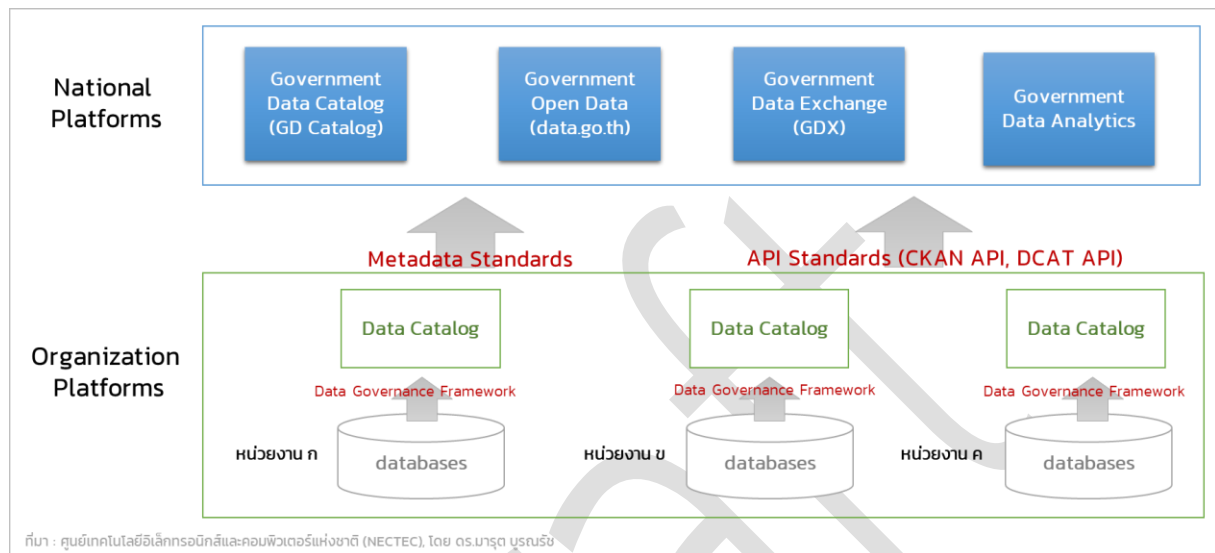 National
Platforms
Government
Data Catalog
(GD Catalog)
Government
Open Data
(data.go.th)
Government
Data Exchange
(GDX)
Government
Data Analytics
Metadata Standards
API Standards (CKAN API, DCAT API)
Organization
Platforms
Data Catalog
Data Catalog
Data Catalog
Data Governance Framework
Data Governance Framework
Data Governance Framework
หน่วยงาน ก
databases
หน่วยงาน ข
databases
หน่วยงาน ค
databases
ที่มา : ศูนย์เทคโนโลยีอิเล็กทรอนิกส์และคอมพิวเตอร์แห่งชาติ (NECTEC), โดย ดร.มารุต บูรณรัช